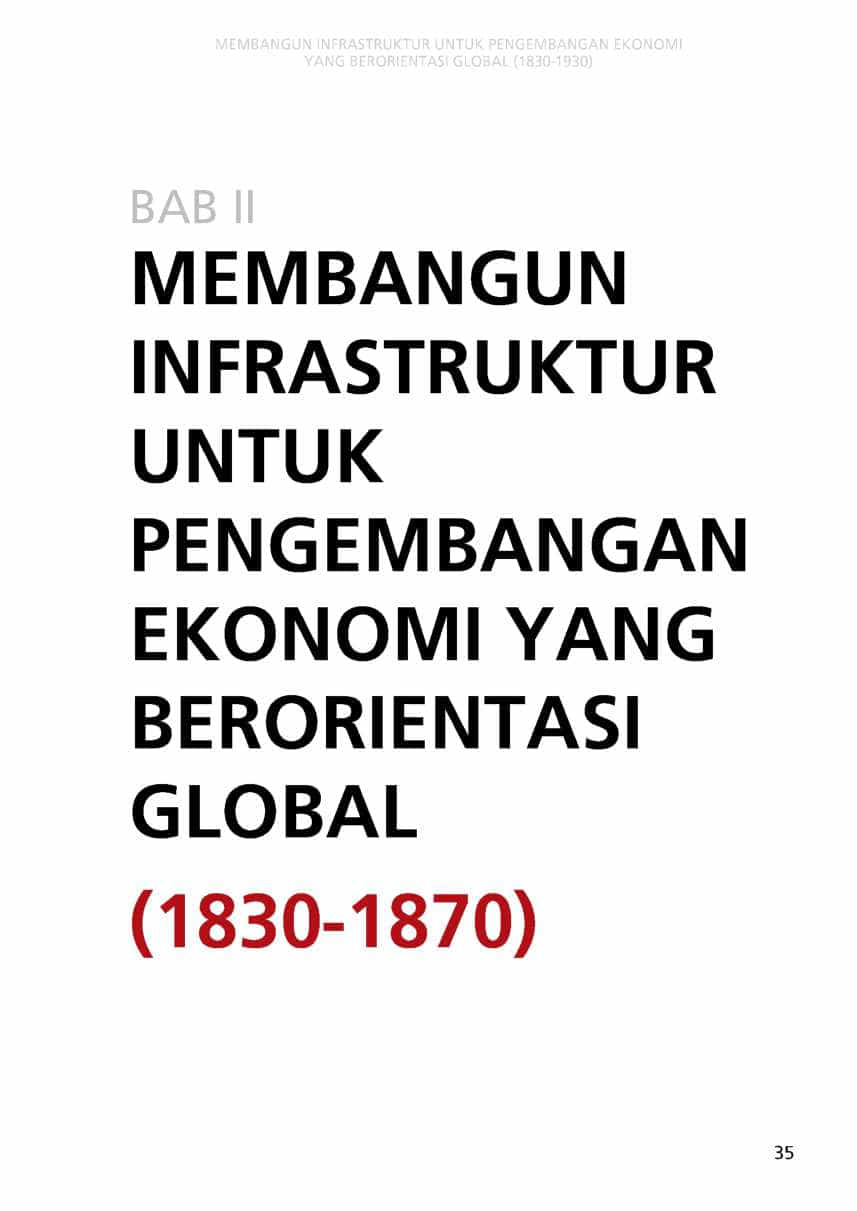 MEMBANGUN INFRASTRUKTUR UNTUK PENGEMBANGAN EKONOMI
YANG BERORIENTASI GLOBAL (1830-1930)
BAB II
MEMBANGUN
INFRASTRUKTUR
UNTUK
PENGEMBANGAN
EKONOMI YANG
BERORIENTASI
GLOBAL
(1830-1870)
35